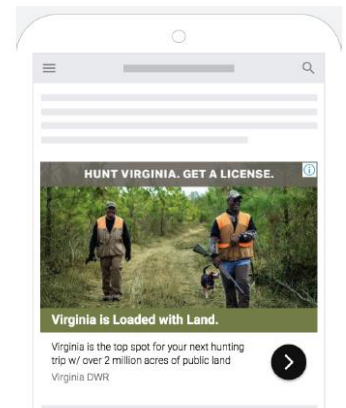 HUNT VIRGINIA. GET A LICENSE.
Virginia is Loaded with Land.
Virginia is the top spot for your next hunting
trip w/ over 2 million acres of public land
Virginia DWR